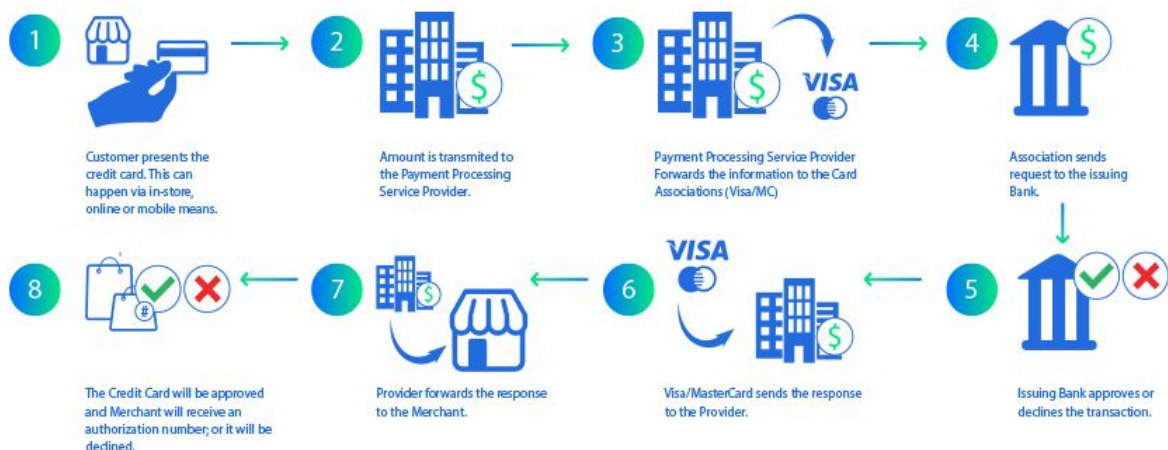 1
Customer presents the
credit card. This can
happen via in-store,
online or mobile means.
2
$
Amount is transmited to
the Payment Processing
Service Provider.
3
$
VISA
Payment Processing Service Provider
Forwards the information to the Card
Associations (Visa/MC)
4
$
Association sends
request to the issuing
Bank.
5
Issuing Bank approves or
declines the transaction.
6
VISA
$
Visa/MasterCard sends the response
to the Provider.
7
$
Provider forwards the response
to the Merchant.
8
#
The Credit Card will be approved
and Merchant will receive an
authorization number; or it will be
declined.